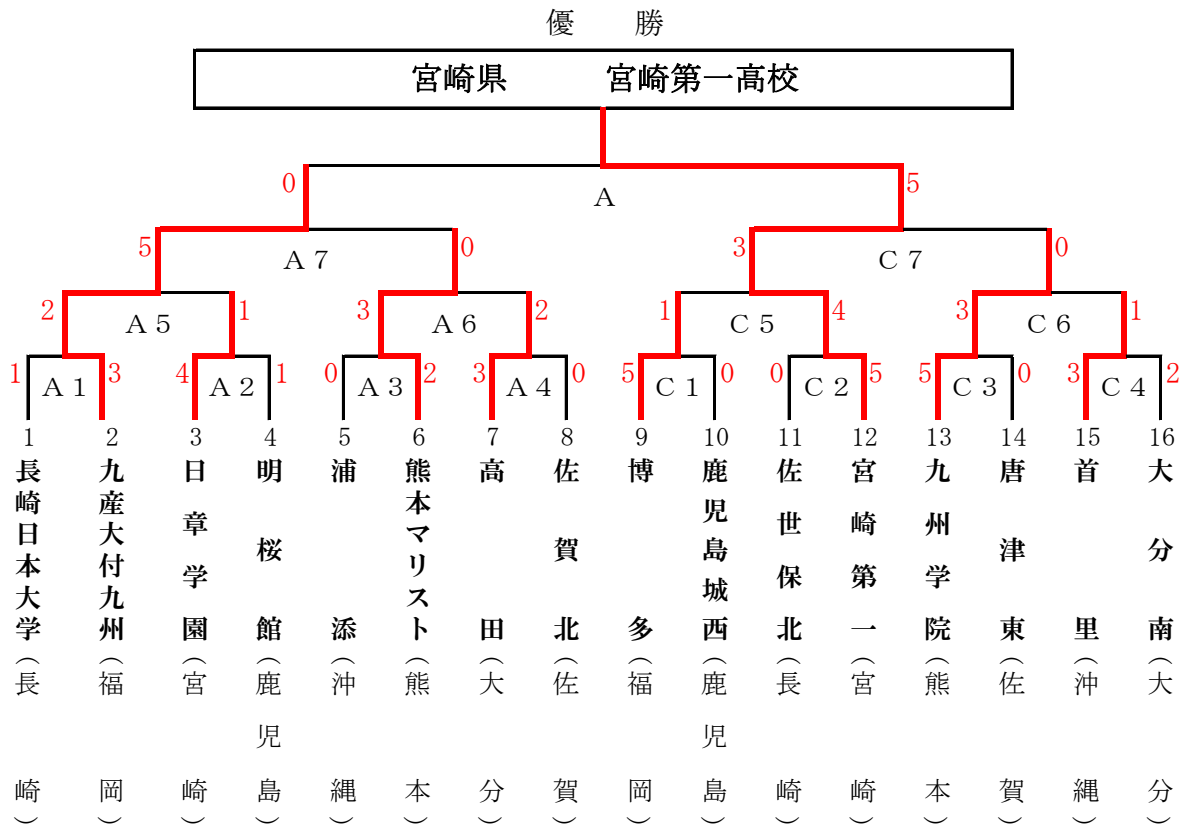 優 勝
宮崎県 宮崎第一高校
0 5
A
5 0 3 0
A7 C7
2 1 3 2 1 4 3 1
A5 A6 C5 C6
1 3 4 1 0 2 3 0 5 0 0 5 5 0 3 2
A1 A2 A3 A4 C1 C2 C3 C4
1 2 3 4 5 6 7 8 9 10 11 12 13 14 15 16
長崎日本大学(長崎)
九産大付九州(福岡)
日章学園(宮崎)
明桜館(鹿児島)
浦添(沖縄)
熊本マリスト(熊本)
高田(大分)
佐賀北(佐賀)
博多(福岡)
鹿児島城西(鹿児島)
佐世保北(長崎)
宮崎第一(宮崎)
九州学院(熊本)
唐津東(佐賀)
首里(沖縄)
大分南(大分)